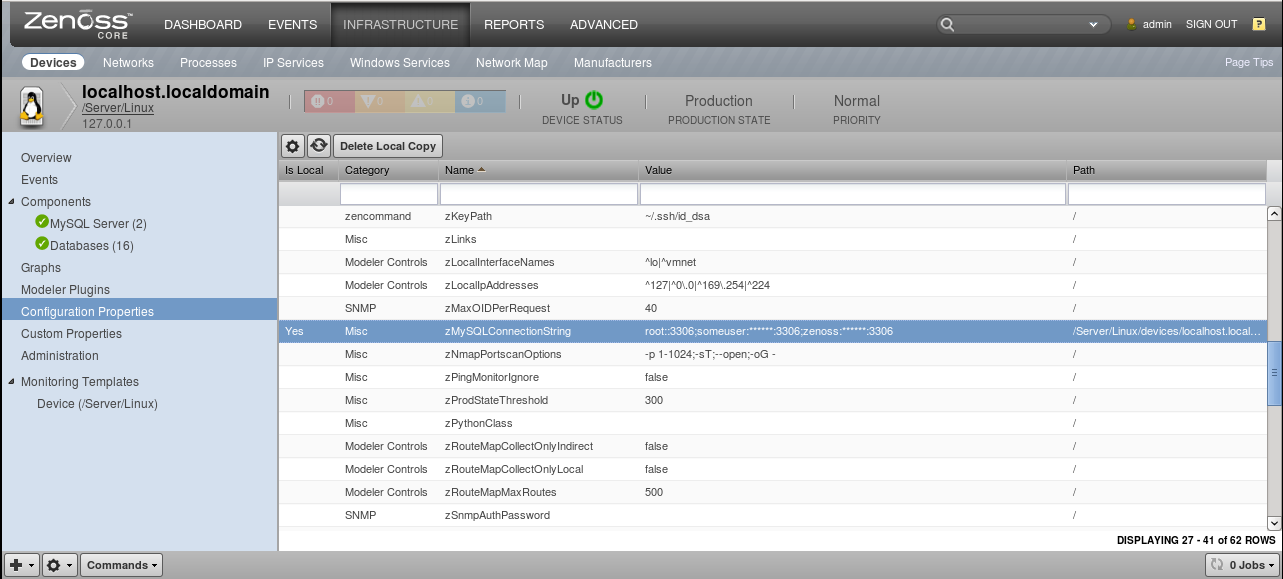 Zenoss CORE DASHBOARD EVENTS INFRASTRUCTURE REPORTS ADVANCED admin SIGN OUT ?
Devices Networks Processes IP Services Windows Services Network Map Manufacturers Page Tips
localhost.localdomain
/Server/Linux
127.0.0.1
0 0 0 0
Up Production Normal
DEVICE STATUS PRODUCTION STATE PRIORITY
Overview
Events
Components
MySQL Server (2)
Databases (16)
Graphs
Modeler Plugins
Configuration Properties
Custom Properties
Administration
Monitoring Templates
Device (/Server/Linux)
Delete Local Copy
Is Local Category Name Value Path
zencommand zKeyPath ~/.ssh/id_dsa /
Misc zLinks /
Modeler Controls zLocalInterfaceNames ^lo|^vmnet /
Modeler Controls zLocalIpAddresses ^127|^0\.0|^169\.254|^224 /
SNMP zMaxOIDPerRequest 40 /
Yes Misc zMySQLConnectionString root::3306;someuser:******:3306;zenoss:******:3306 /Server/Linux/devices/localhost.local...
Misc zNmapPortscanOptions -p 1-1024;-sT;--open;-oG - /
Misc zPingMonitorIgnore false /
Misc zProdStateThreshold 300 /
Misc zPythonClass /
Modeler Controls zRouteMapCollectOnlyIndirect false /
Modeler Controls zRouteMapCollectOnlyLocal false /
Modeler Controls zRouteMapMaxRoutes 500 /
SNMP zSnmpAuthPassword /
DISPLAYING 27 - 41 of 62 ROWS
Commands 0 Jobs